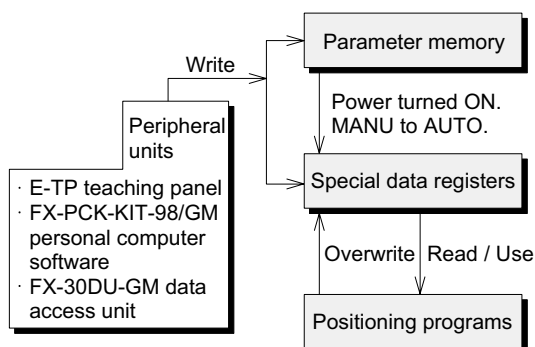 Parameter memory
Write
Power turned ON.
MANU to AUTO.
Peripheral
units
· E-TP teaching panel
· FX-PCK-KIT-98/GM
personal computer
software
· FX-30DU-GM data
access unit
Special data registers
Overwrite
Read / Use
Positioning programs